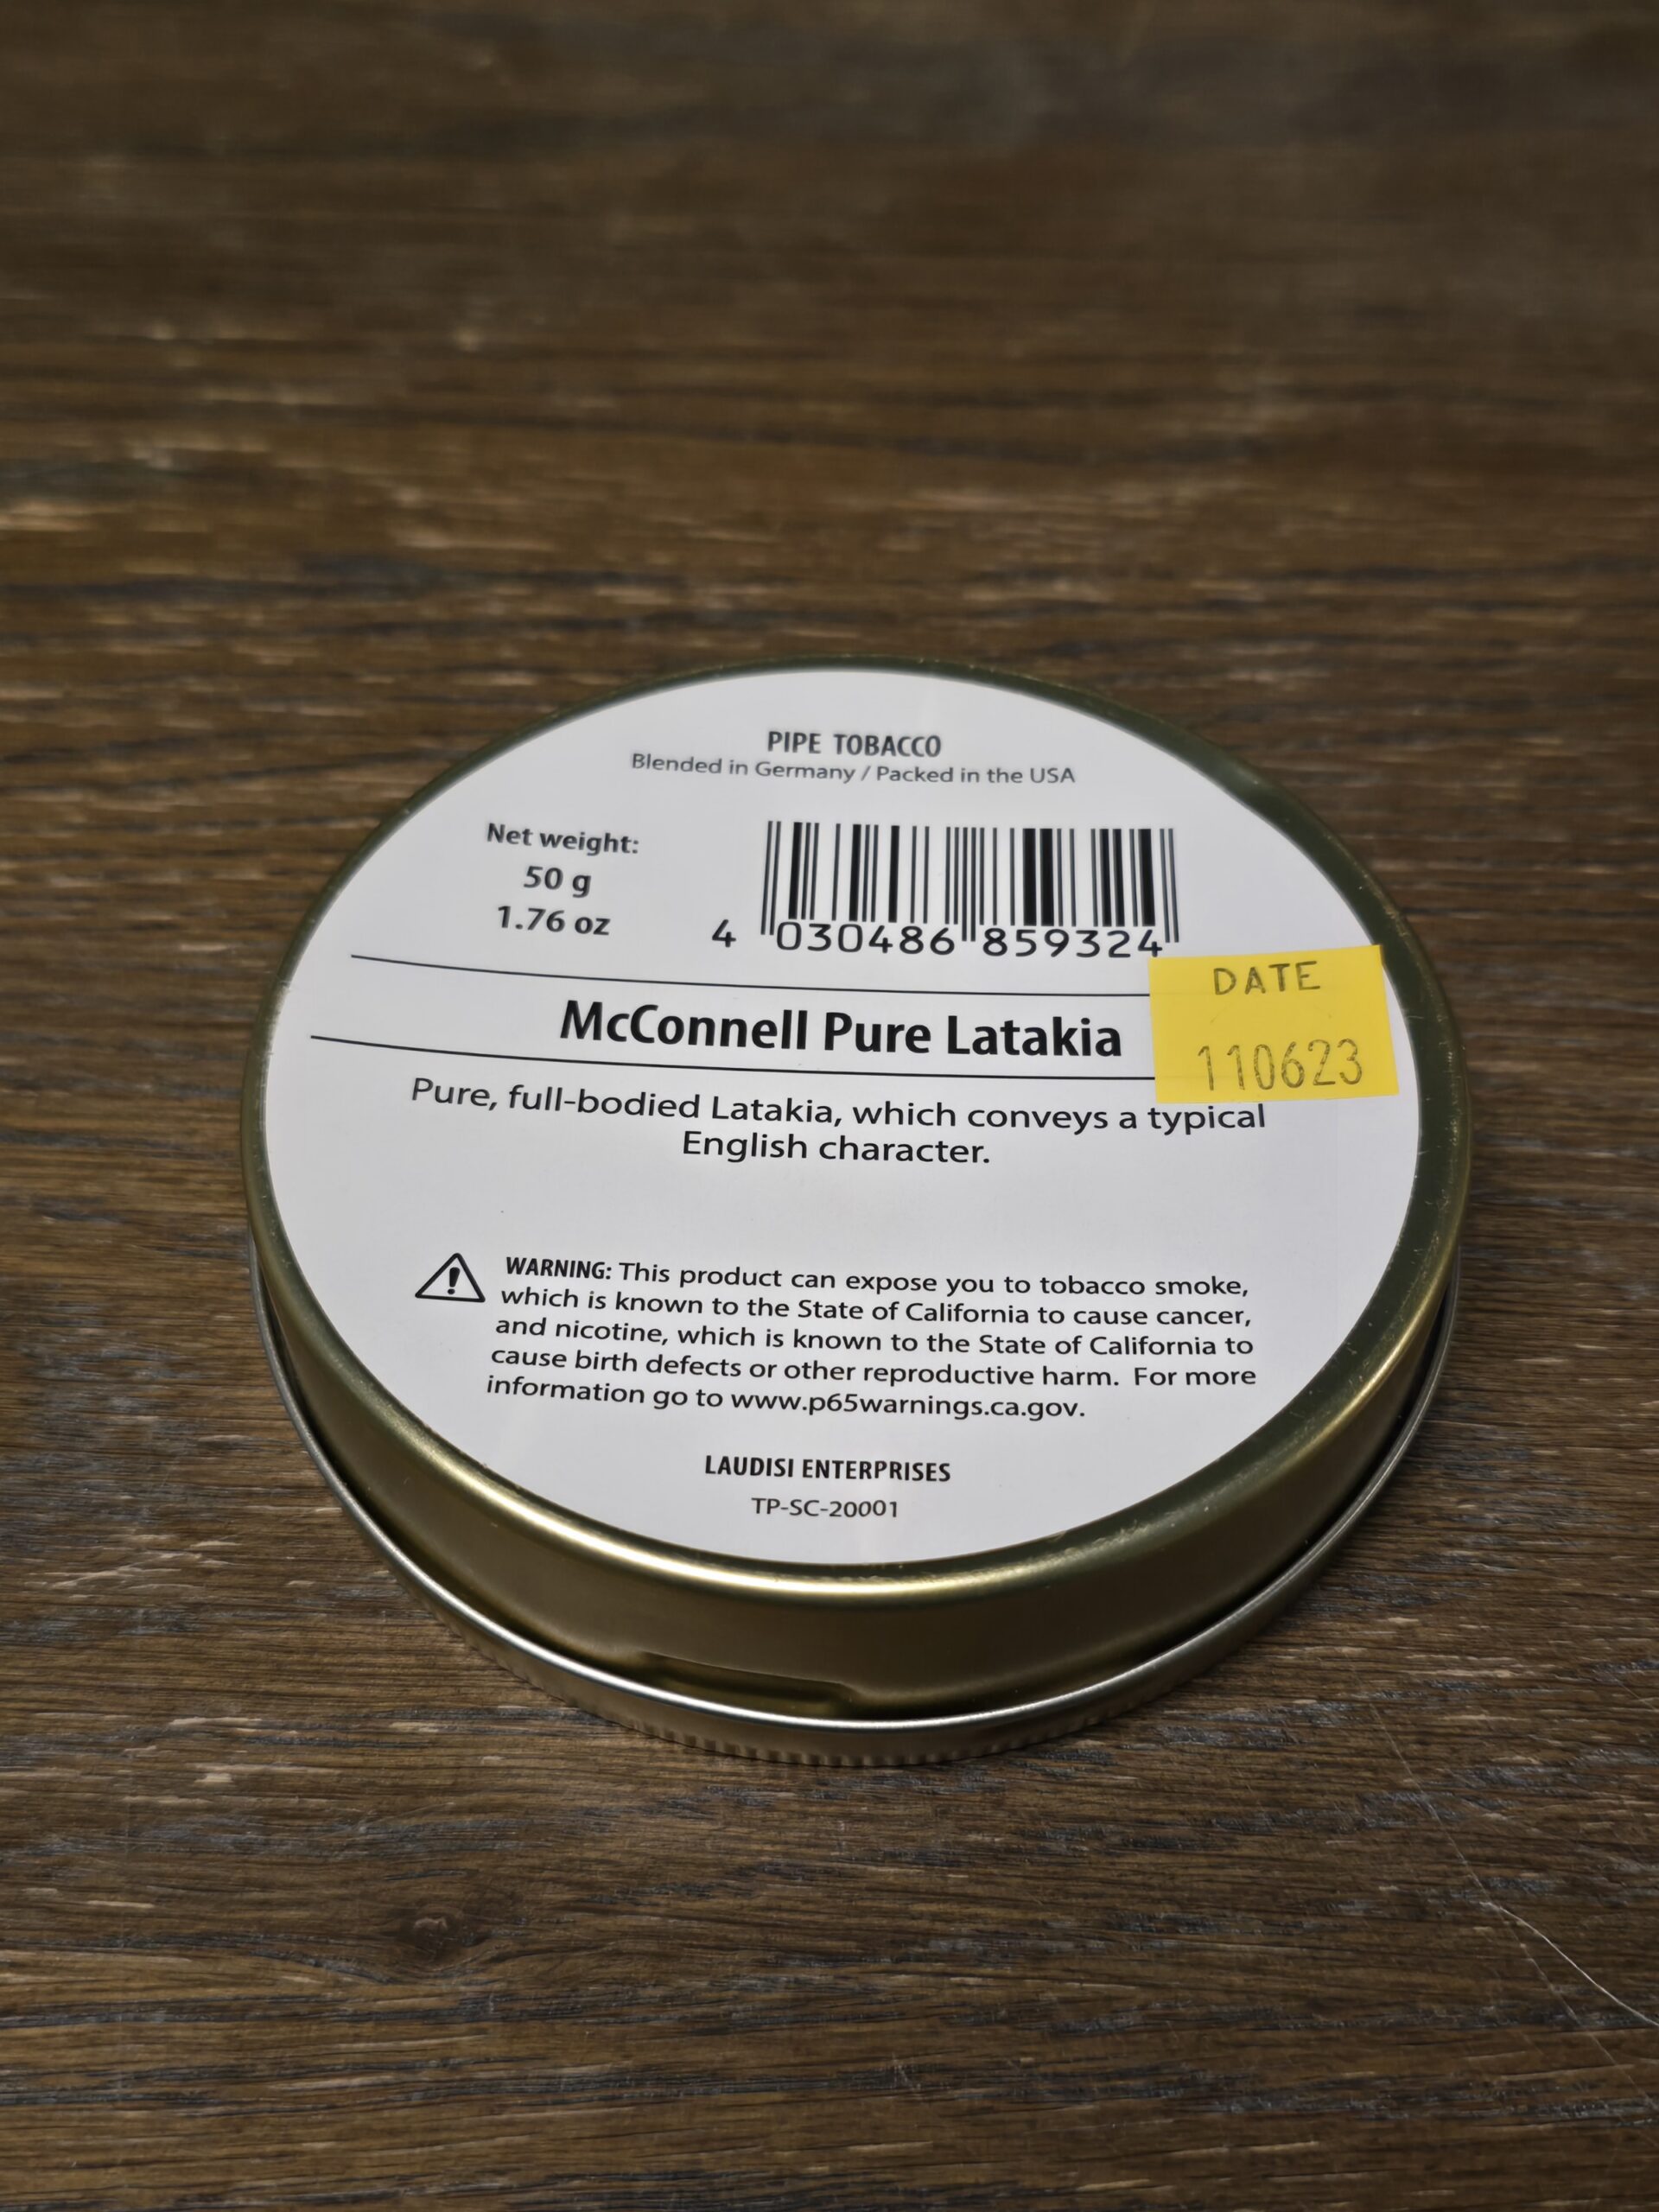 PIPE TOBACCO
Blended in Germany / Packed in the USA
Net weight:
50 g
1.76 oz
4 030486 859324
McConnell Pure Latakia
DATE
110623
Pure, full-bodied Latakia, which conveys a typical
English character.
WARNING: This product can expose you to tobacco smoke,
which is known to the State of California to cause cancer,
and nicotine, which is known to the State of California to
cause birth defects or other reproductive harm. For more
information go to www.p65warnings.ca.gov.
LAUDISI ENTERPRISES
TP-SC-20001